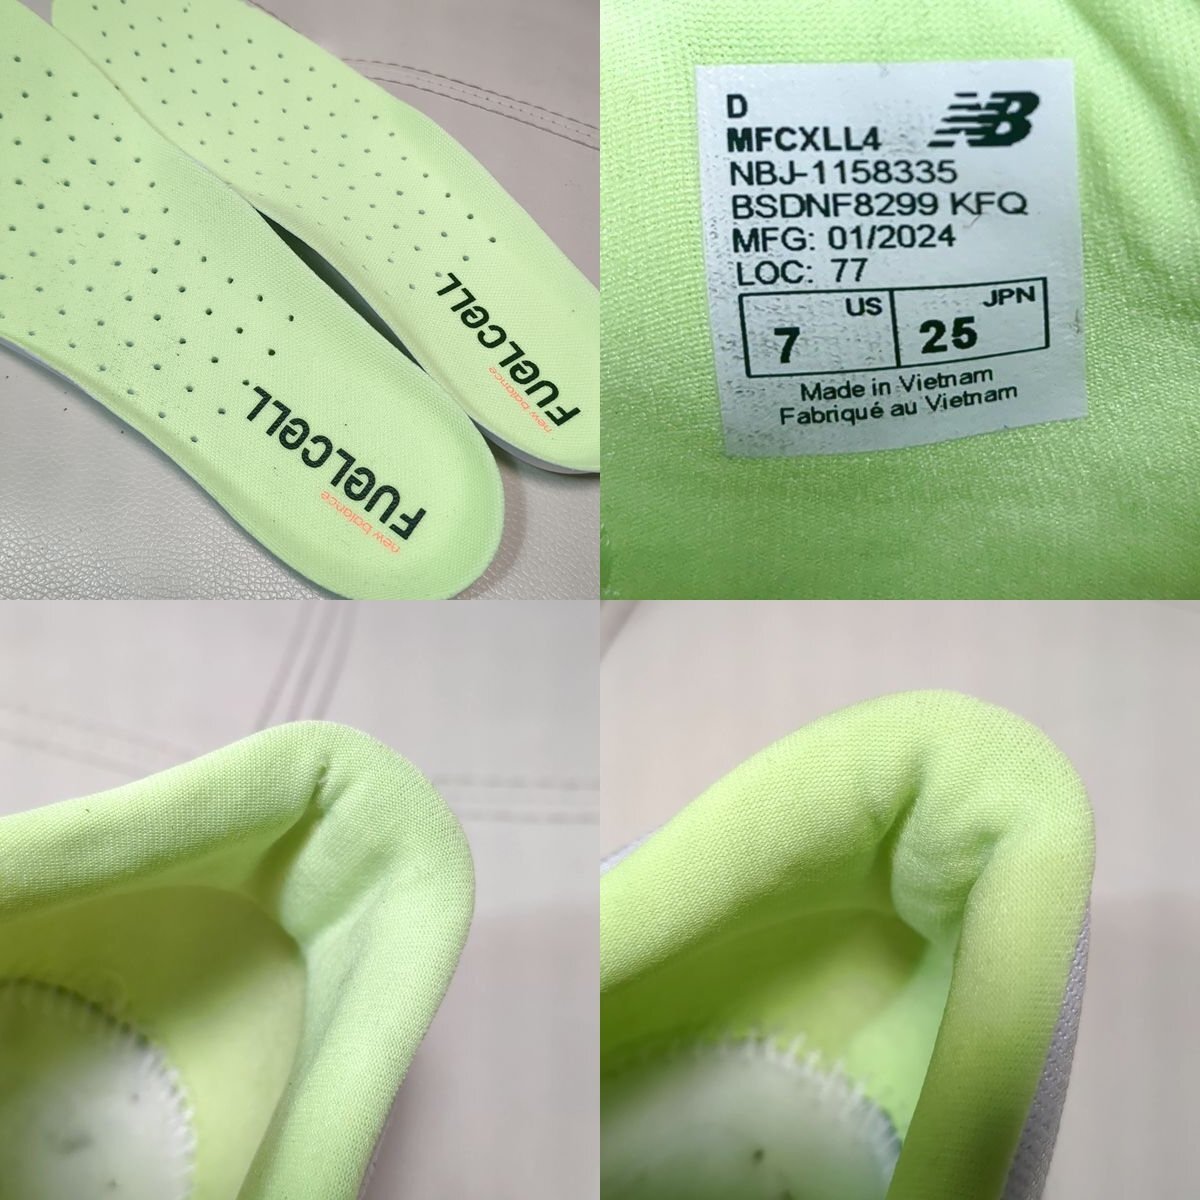 FUELCELL
new balance
FUELCELL
new balance
D
MFCXLL4
NB
NBJ-1158335
BSDNF8299 KFQ
MFG: 01/2024
LOC: 77
US
7
JPN
25
Made in Vietnam
Fabriqué au Vietnam